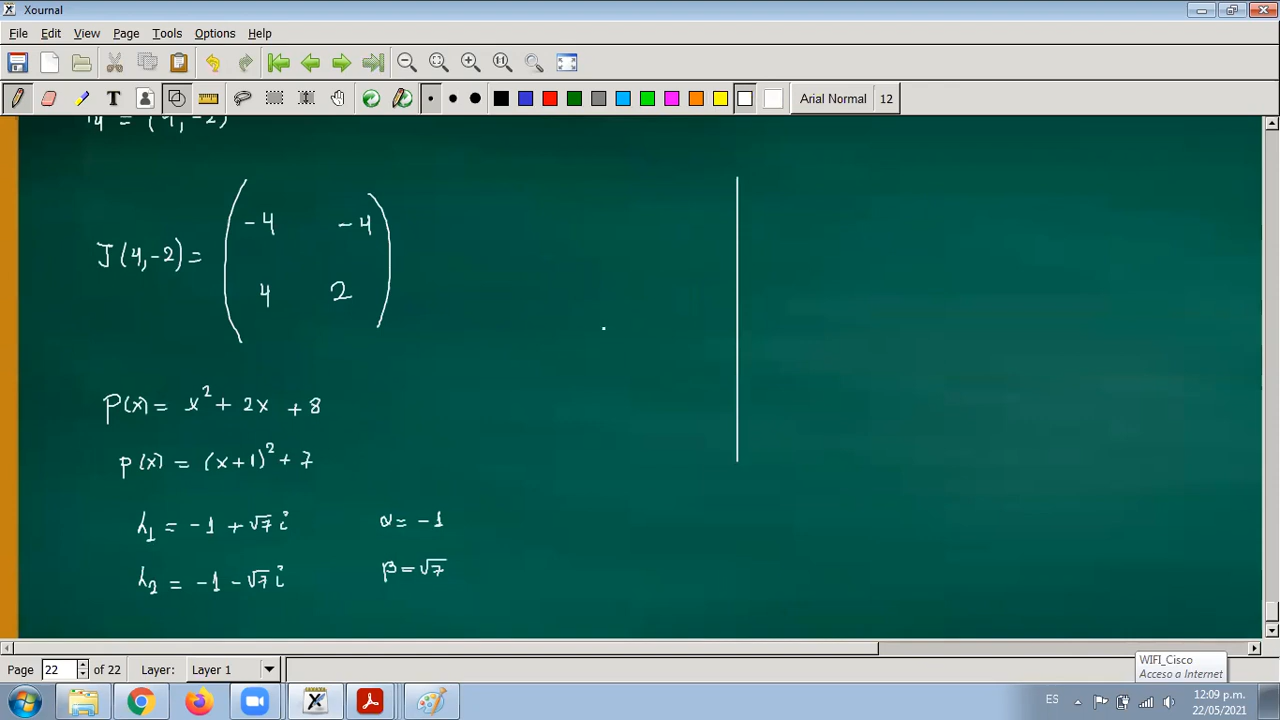 Xournal
File Edit View Page Tools Options Help
Arial Normal 12
= (4, -2)
J(4,-2) = ( -4 -4
4 2 )
p(x) = x² + 2x + 8
p(x) = (x+1)² + 7
λ₁ = -1 + √7 i α = -1
λ₂ = -1 - √7 i β = √7
Page 22 of 22 Layer: Layer 1
WIFI_Cisco
Acceso a Internet
ES 12:09 p.m.
22/05/2021